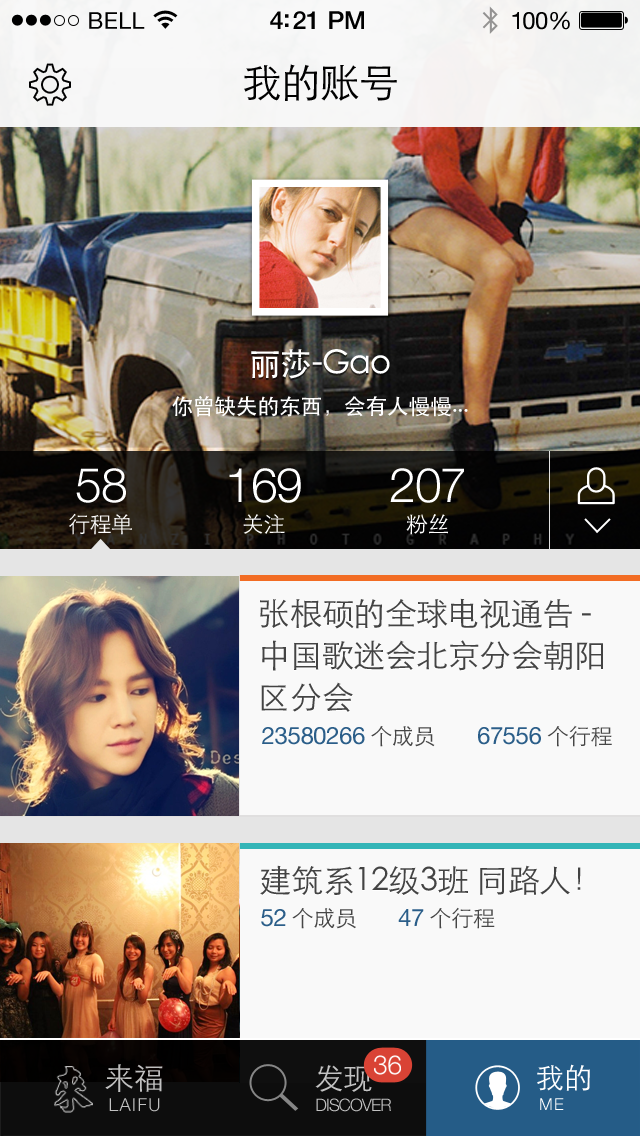 BELL 4:21 PM 100%
我的账号
丽莎-Gao
你曾缺失的东西，会有人慢慢...
58 169 207
行程单 关注 粉丝
PHOTOGRAPHY
张根硕的全球电视通告 -
中国歌迷会北京分会朝阳
区分会
23580266 个成员 67556 个行程
Des
建筑系12级3班 同路人！
52 个成员 47 个行程
来福 发现 36 我的
LAIFU DISCOVER ME